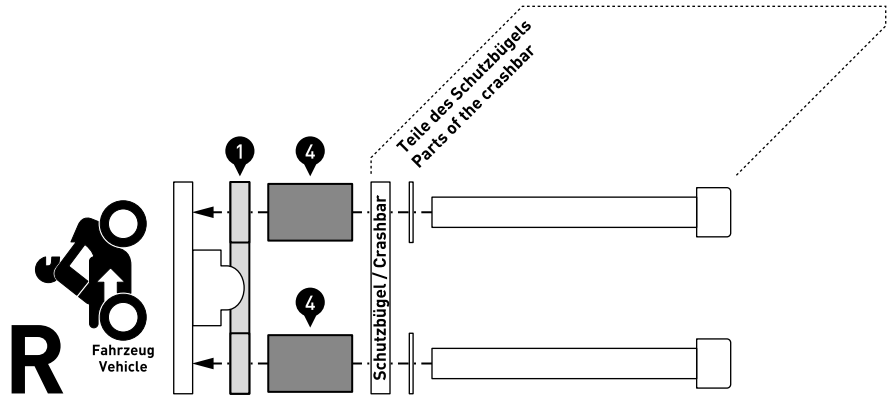 Teile des Schutzbügels
Parts of the crashbar
1
4
Schutzbügel / Crashbar
4
R
Fahrzeug
Vehicle